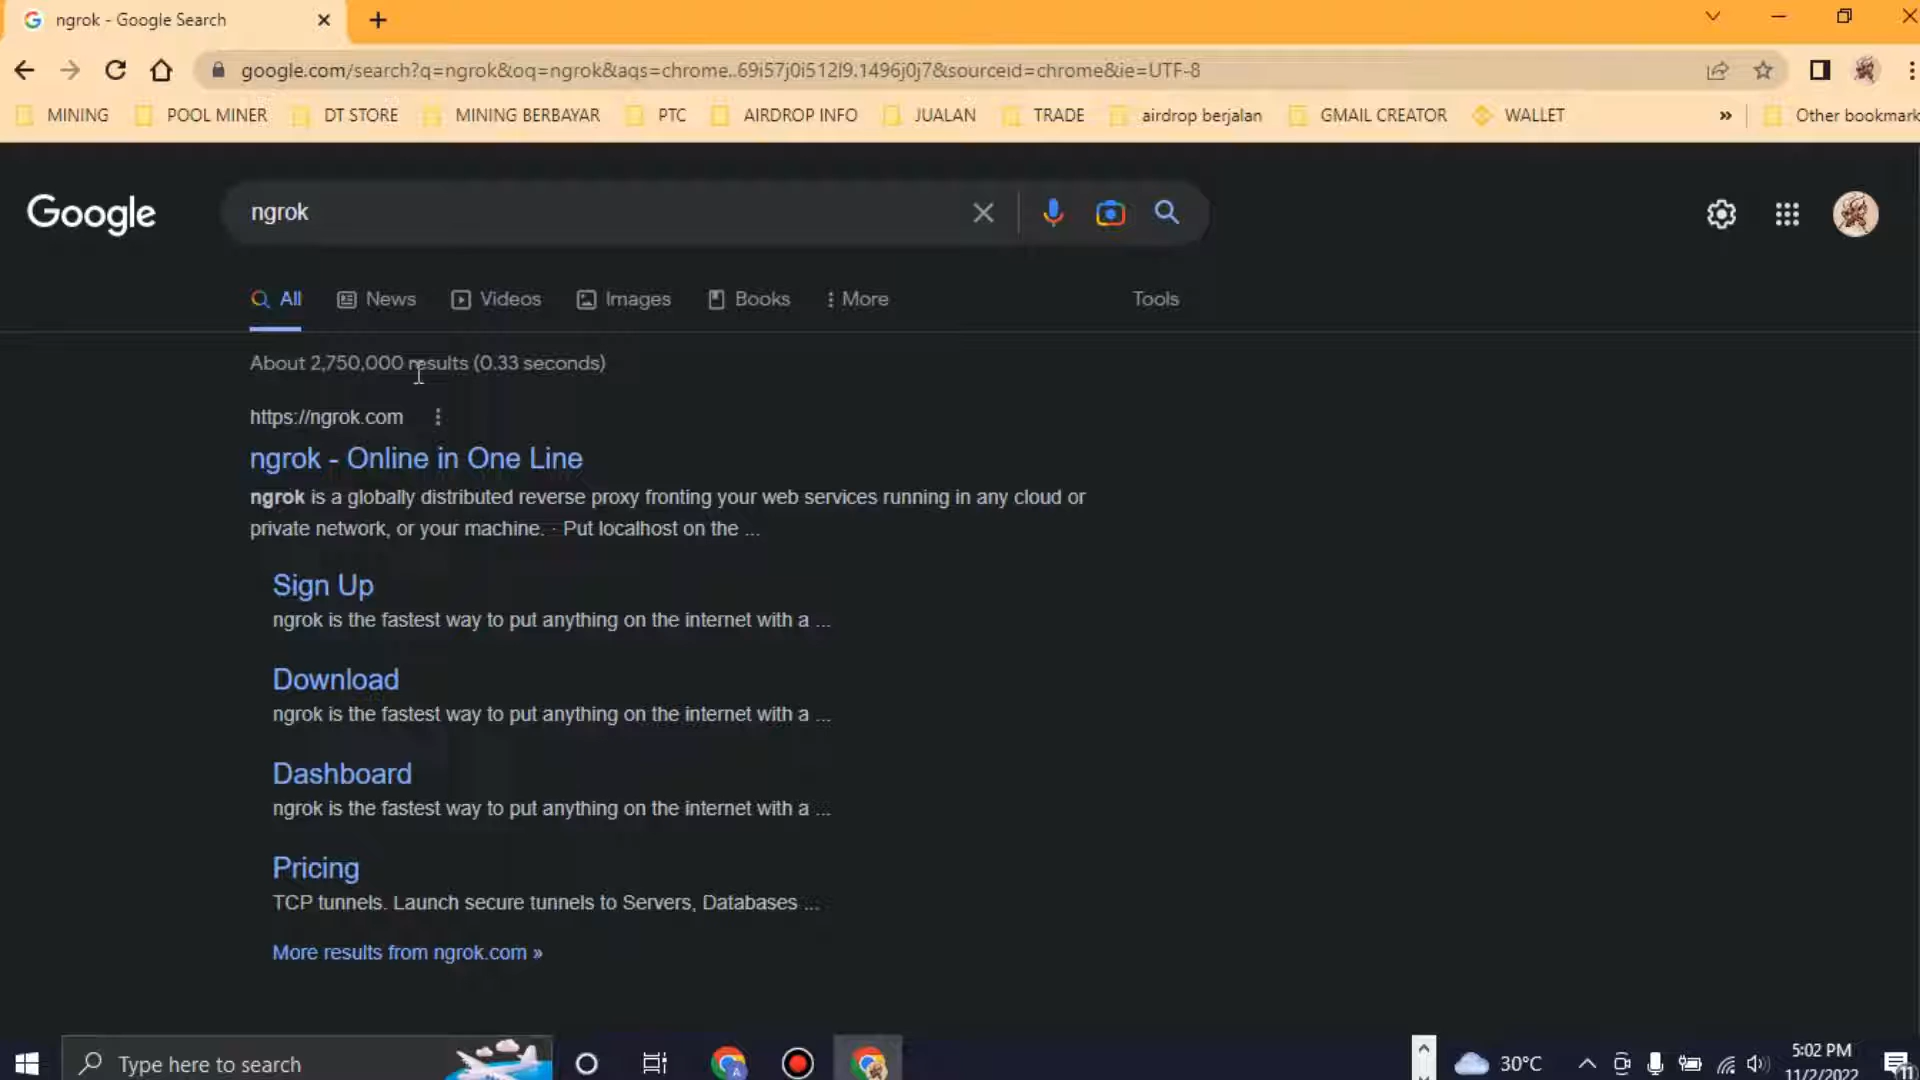 ngrok - Google Search
google.com/search?q=ngrok&oq=ngrok&aqs=chrome..69i57j0i512l9.1496j0j7&sourceid=chrome&ie=UTF-8
MINING POOL MINER DT STORE MINING BERBAYAR PTC AIRDROP INFO JUALAN TRADE airdrop berjalan GMAIL CREATOR WALLET » Other bookmark
Google
ngrok
All News Videos Images Books More Tools
About 2,750,000 results (0.33 seconds)
https://ngrok.com
ngrok - Online in One Line
ngrok is a globally distributed reverse proxy fronting your web services running in any cloud or
private network, or your machine. · Put localhost on the ...
Sign Up
ngrok is the fastest way to put anything on the internet with a ...
Download
ngrok is the fastest way to put anything on the internet with a ...
Dashboard
ngrok is the fastest way to put anything on the internet with a ...
Pricing
TCP tunnels. Launch secure tunnels to Servers, Databases ...
More results from ngrok.com »
Type here to search
A
30°C
5:02 PM
11/2/2022
11